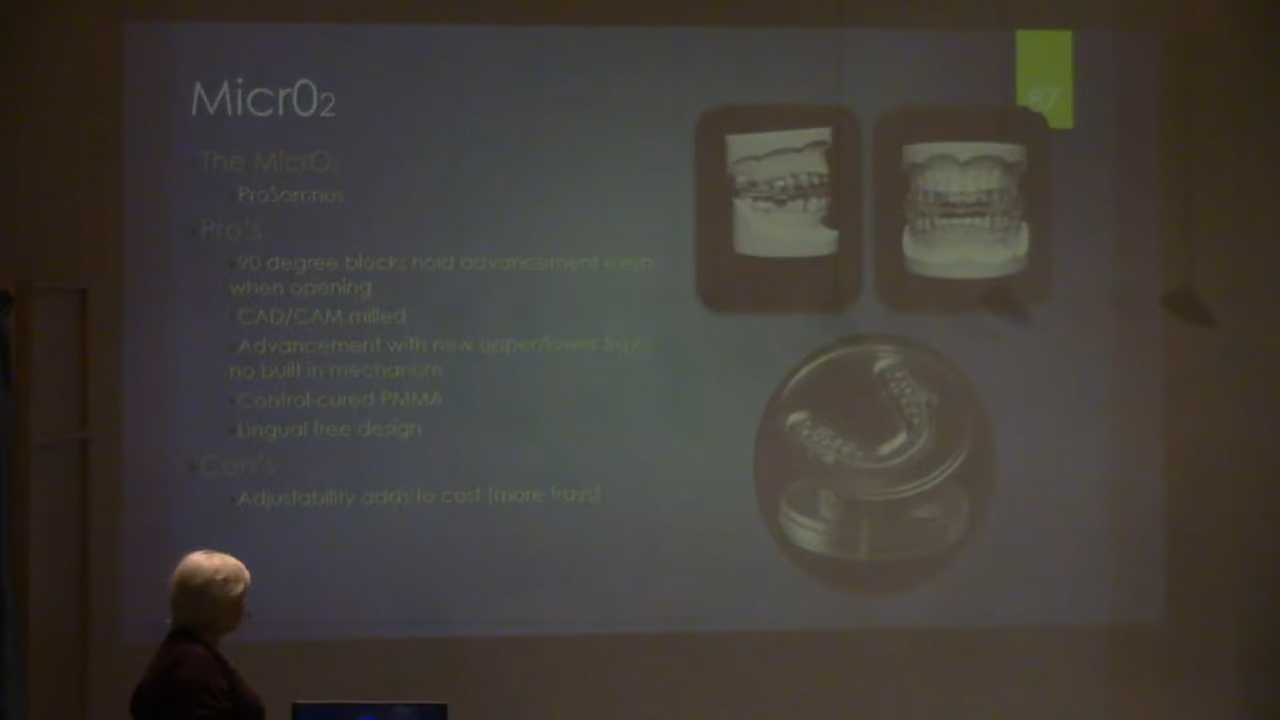 Micr0₂
87
The MicrO₂
ProSomnus
Pro's
90 degree blocks hold advancement even
when opening
CAD/CAM milled
Advancement with new upper/lower trays
no built in mechanism
Control-cured PMMA
Lingual free design
Con's
Adjustability adds to cost (more trays)